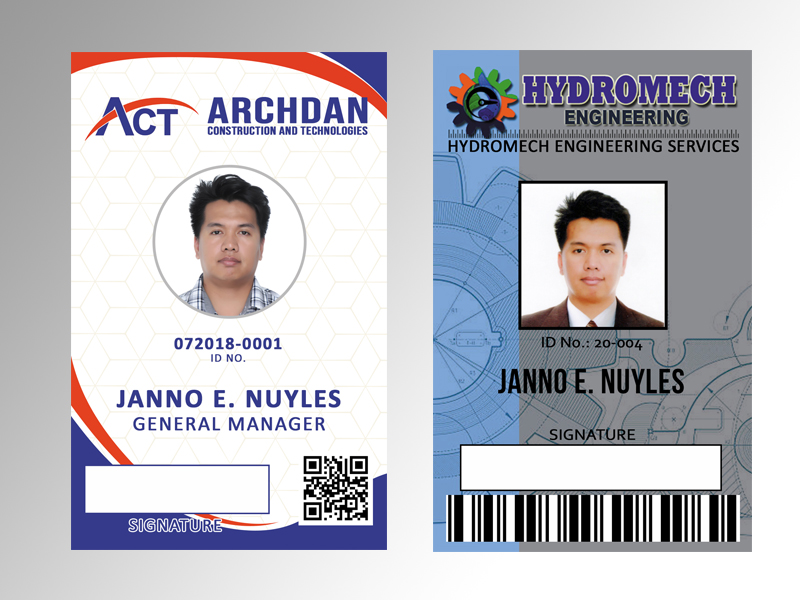 ACT
ARCHDAN
CONSTRUCTION AND TECHNOLOGIES
072018-0001
ID NO.
JANNO E. NUYLES
GENERAL MANAGER
SIGNATURE
HYDROMECH
ENGINEERING
HYDROMECH ENGINEERING SERVICES
ID No.: 20-004
JANNO E. NUYLES
SIGNATURE